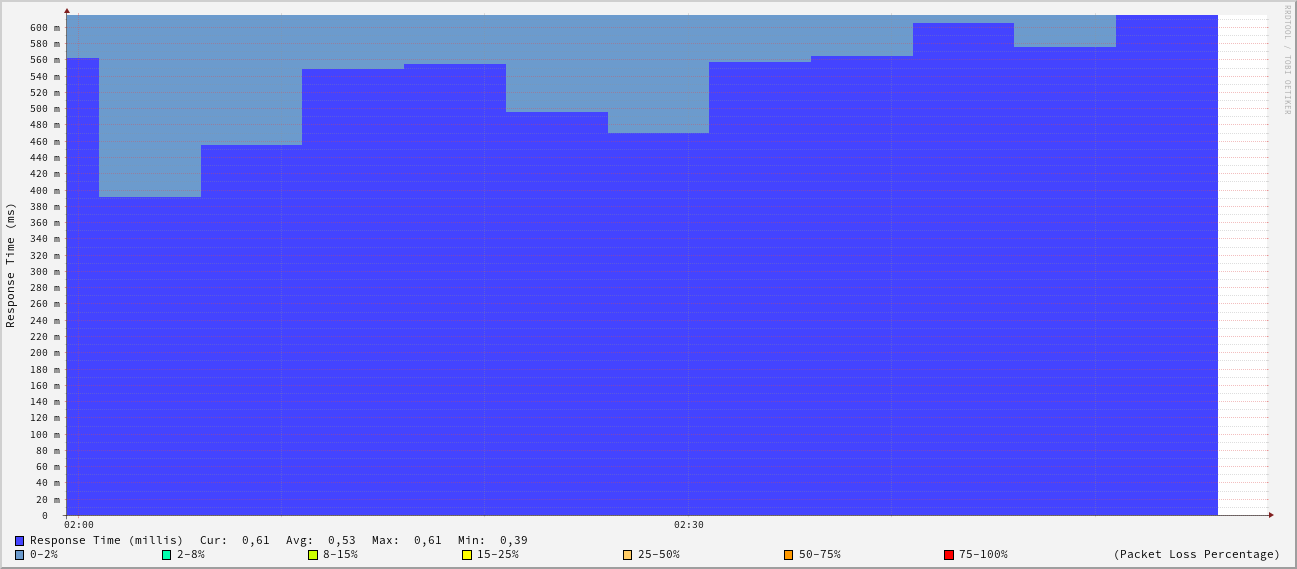 RRDTOOL / TOBI OETIKER
Response Time (ms)
600 m
580 m
560 m
540 m
520 m
500 m
480 m
460 m
440 m
420 m
400 m
380 m
360 m
340 m
320 m
300 m
280 m
260 m
240 m
220 m
200 m
180 m
160 m
140 m
120 m
100 m
80 m
60 m
40 m
20 m
0
02:00 02:30
Response Time (millis) Cur: 0,61 Avg: 0,53 Max: 0,61 Min: 0,39
0-2% 2-8% 8-15% 15-25% 25-50% 50-75% 75-100% (Packet Loss Percentage)